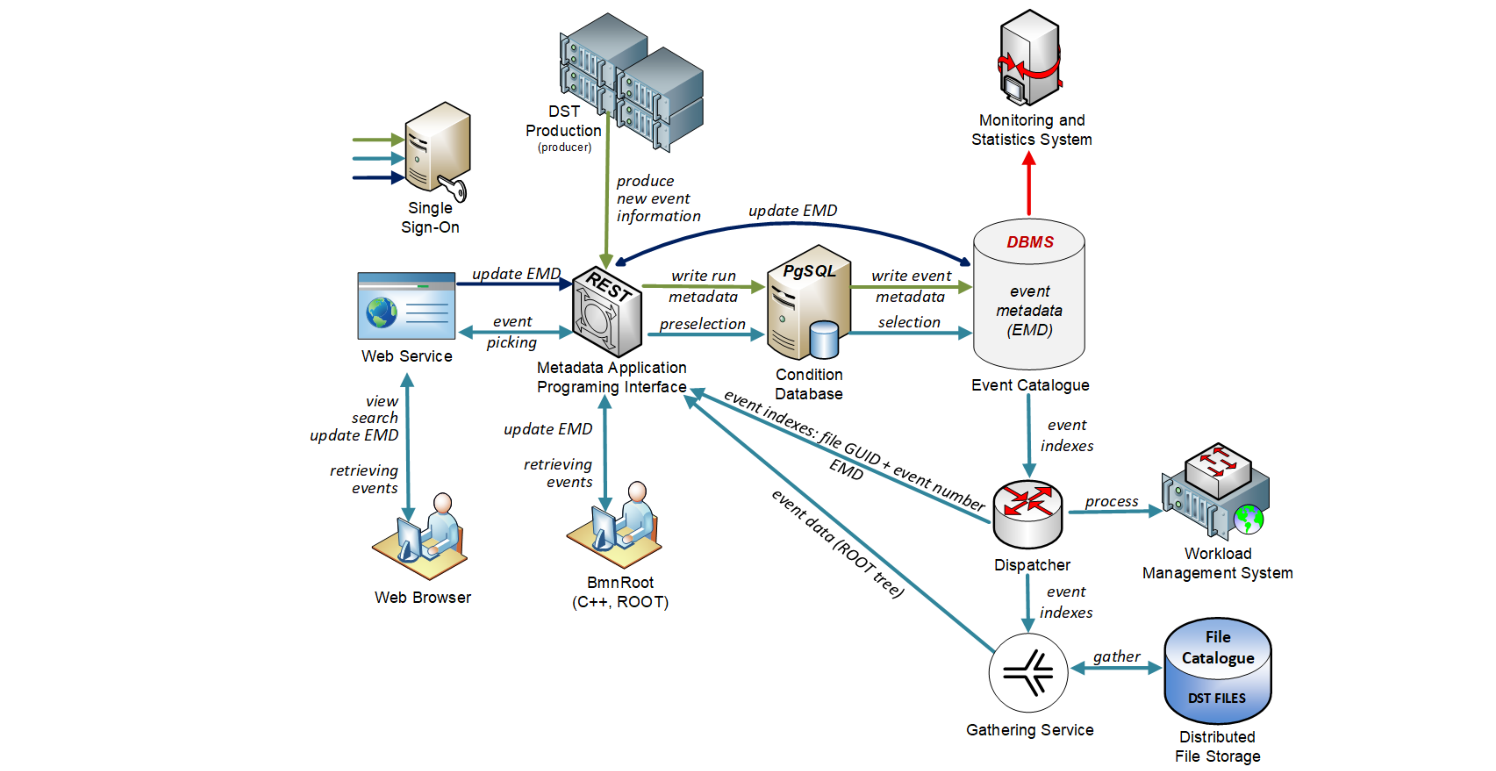 DST
Production
(producer)
Monitoring and
Statistics System
Single
Sign-On
produce
new event
information
update EMD
DBMS
event
metadata
(EMD)
Event Catalogue
update EMD
REST
write run
metadata
PgSQL
write event
metadata
event
picking
preselection
selection
Web Service
Metadata Application
Programing Interface
Condition
Database
view
search
update EMD
retrieving
events
update EMD
retrieving
events
event indexes: file GUID + event number
EMD
event data (ROOT tree)
event
indexes
process
Workload
Management System
Dispatcher
Web Browser
BmnRoot
(C++, ROOT)
event
indexes
gather
File
Catalogue
DST FILES
Gathering Service
Distributed
File Storage